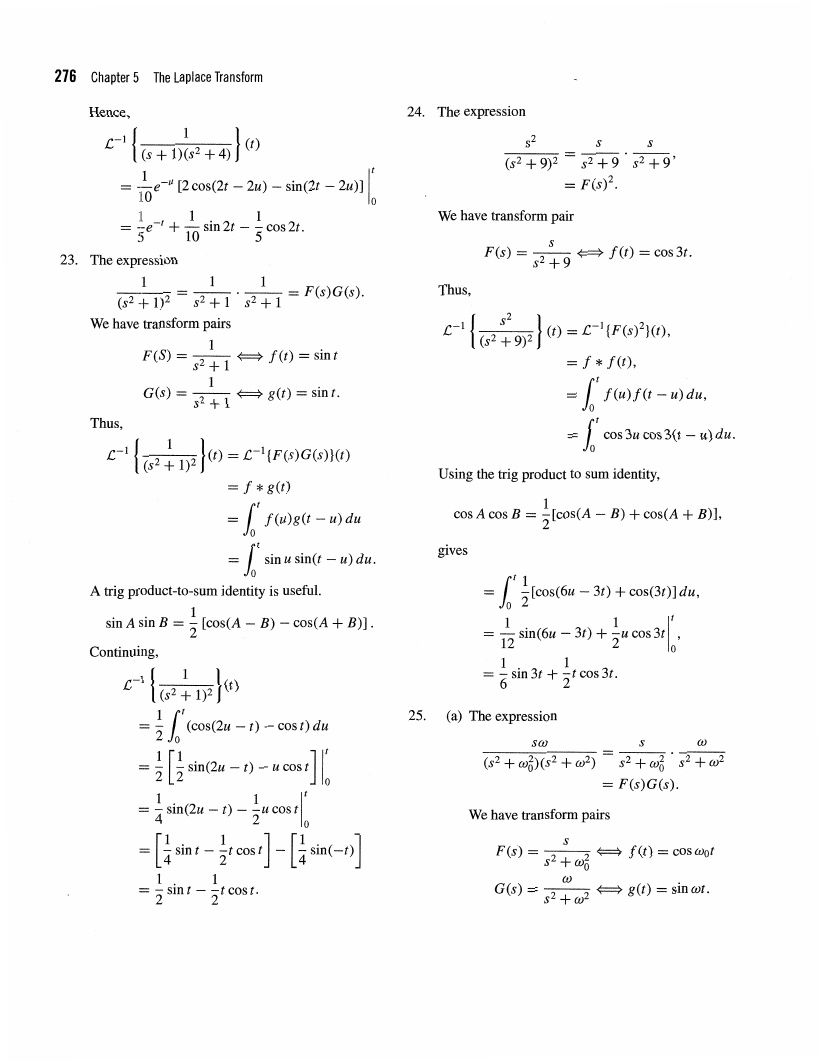 276 Chapter 5 The Laplace Transform
Hence,
$\mathcal{L}^{-1}\left\{\frac{1}{(s+1)(s^2+4)}\right\}(t)$
$= \frac{1}{10}e^{-u}[2\cos(2t-2u) - \sin(2t-2u)]\Big|_0^t$
$= \frac{1}{5}e^{-t} + \frac{1}{10}\sin 2t - \frac{1}{5}\cos 2t.$
23. The expression
$\frac{1}{(s^2+1)^2} = \frac{1}{s^2+1} \cdot \frac{1}{s^2+1} = F(s)G(s).$
We have transform pairs
$F(S) = \frac{1}{s^2+1} \Longleftrightarrow f(t) = \sin t$
$G(s) = \frac{1}{s^2+1} \Longleftrightarrow g(t) = \sin t.$
Thus,
$\mathcal{L}^{-1}\left\{\frac{1}{(s^2+1)^2}\right\}(t) = \mathcal{L}^{-1}\{F(s)G(s)\}(t)$
$= f * g(t)$
$= \int_0^t f(u)g(t-u)\,du$
$= \int_0^t \sin u \sin(t-u)\,du.$
A trig product-to-sum identity is useful.
$\sin A \sin B = \frac{1}{2}[\cos(A-B) - \cos(A+B)].$
Continuing,
$\mathcal{L}^{-1}\left\{\frac{1}{(s^2+1)^2}\right\}(t)$
$= \frac{1}{2}\int_0^t (\cos(2u-t) - \cos t)\,du$
$= \frac{1}{2}\left[\frac{1}{2}\sin(2u-t) - u\cos t\right]\Big|_0^t$
$= \frac{1}{4}\sin(2u-t) - \frac{1}{2}u\cos t\Big|_0^t$
$= \left[\frac{1}{4}\sin t - \frac{1}{2}t\cos t\right] - \left[\frac{1}{4}\sin(-t)\right]$
$= \frac{1}{2}\sin t - \frac{1}{2}t\cos t.$
24. The expression
$\frac{s^2}{(s^2+9)^2} = \frac{s}{s^2+9} \cdot \frac{s}{s^2+9},$
$= F(s)^2.$
We have transform pair
$F(s) = \frac{s}{s^2+9} \Longleftrightarrow f(t) = \cos 3t.$
Thus,
$\mathcal{L}^{-1}\left\{\frac{s^2}{(s^2+9)^2}\right\}(t) = \mathcal{L}^{-1}\{F(s)^2\}(t),$
$= f * f(t),$
$= \int_0^t f(u)f(t-u)\,du,$
$= \int_0^t \cos 3u \cos 3(t-u)\,du.$
Using the trig product to sum identity,
$\cos A \cos B = \frac{1}{2}[\cos(A-B) + \cos(A+B)],$
gives
$= \int_0^t \frac{1}{2}[\cos(6u-3t) + \cos(3t)]\,du,$
$= \frac{1}{12}\sin(6u-3t) + \frac{1}{2}u\cos 3t\Big|_0^t,$
$= \frac{1}{6}\sin 3t + \frac{1}{2}t\cos 3t.$
25. (a) The expression
$\frac{s\omega}{(s^2+\omega_0^2)(s^2+\omega^2)} = \frac{s}{s^2+\omega_0^2} \cdot \frac{\omega}{s^2+\omega^2}$
$= F(s)G(s).$
We have transform pairs
$F(s) = \frac{s}{s^2+\omega_0^2} \Longleftrightarrow f(t) = \cos\omega_0 t$
$G(s) = \frac{\omega}{s^2+\omega^2} \Longleftrightarrow g(t) = \sin\omega t.$